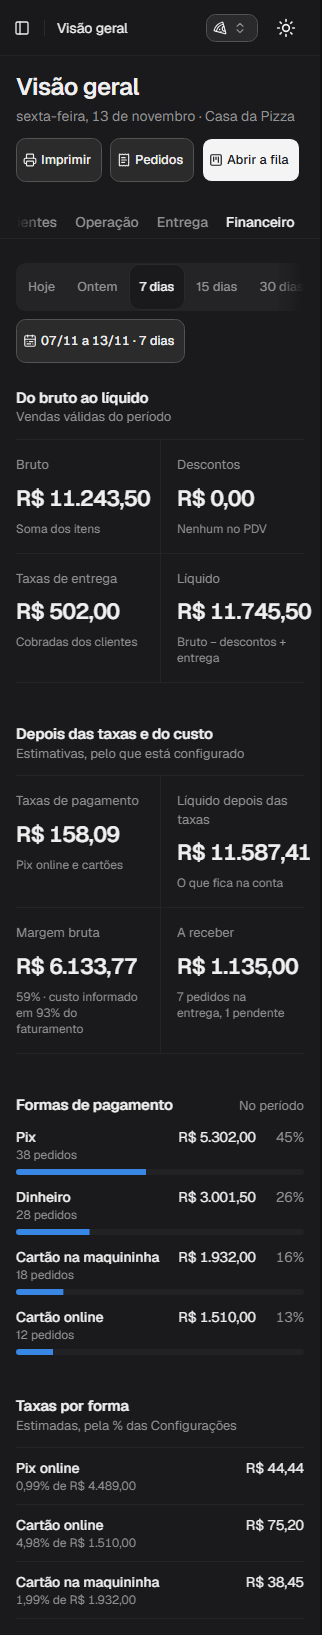 Visão geral
Visão geral
sexta-feira, 13 de novembro · Casa da Pizza
Imprimir
Pedidos
Abrir a fila
entes
Operação
Entrega
Financeiro
Hoje
Ontem
7 dias
15 dias
30 dias
07/11 a 13/11 · 7 dias
Do bruto ao líquido
Vendas válidas do período
Bruto
R$ 11.243,50
Soma dos itens
Descontos
R$ 0,00
Nenhum no PDV
Taxas de entrega
R$ 502,00
Cobradas dos clientes
Líquido
R$ 11.745,50
Bruto – descontos +
entrega
Depois das taxas e do custo
Estimativas, pelo que está configurado
Taxas de pagamento
R$ 158,09
Pix online e cartões
Líquido depois das
taxas
R$ 11.587,41
O que fica na conta
Margem bruta
R$ 6.133,77
59% · custo informado
em 93% do
faturamento
A receber
R$ 1.135,00
7 pedidos na
entrega, 1 pendente
Formas de pagamento
No período
Pix
R$ 5.302,00
45%
38 pedidos
Dinheiro
R$ 3.001,50
26%
28 pedidos
Cartão na maquininha
R$ 1.932,00
16%
18 pedidos
Cartão online
R$ 1.510,00
13%
12 pedidos
Taxas por forma
Estimadas, pela % das Configurações
Pix online
R$ 44,44
0,99% de R$ 4.489,00
Cartão online
R$ 75,20
4,98% de R$ 1.510,00
Cartão na maquininha
R$ 38,45
1,99% de R$ 1.932,00